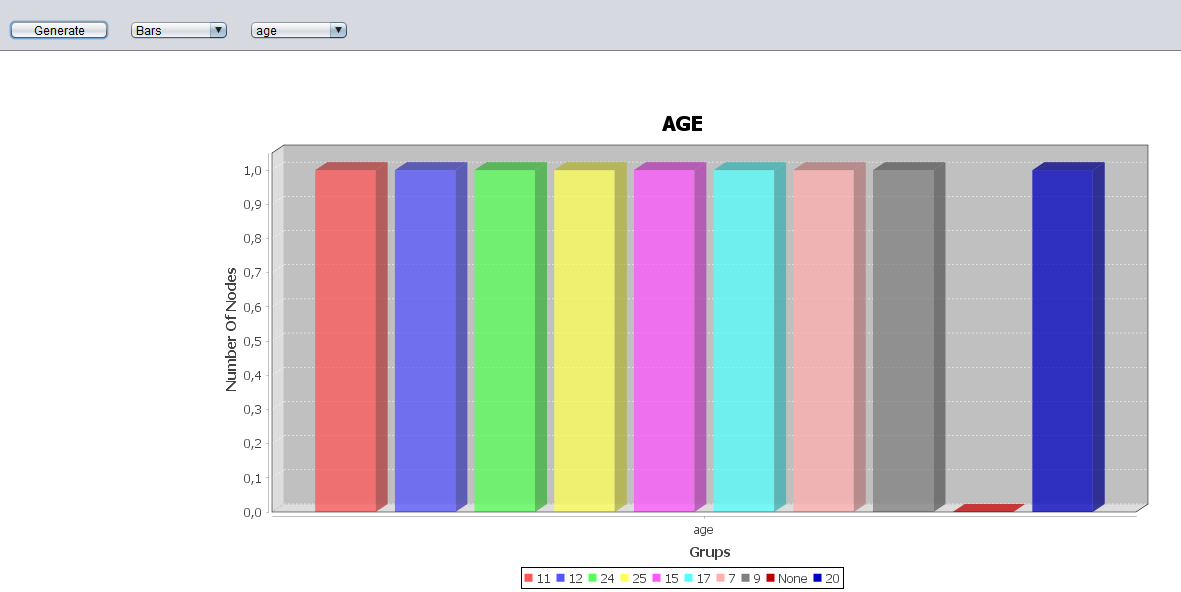 Generate Bars age
AGE
1,0
0,9
0,8
0,7
0,6
0,5
0,4
0,3
0,2
0,1
0,0
Number Of Nodes
age
Grups
11 12 24 25 15 17 7 9 None 20